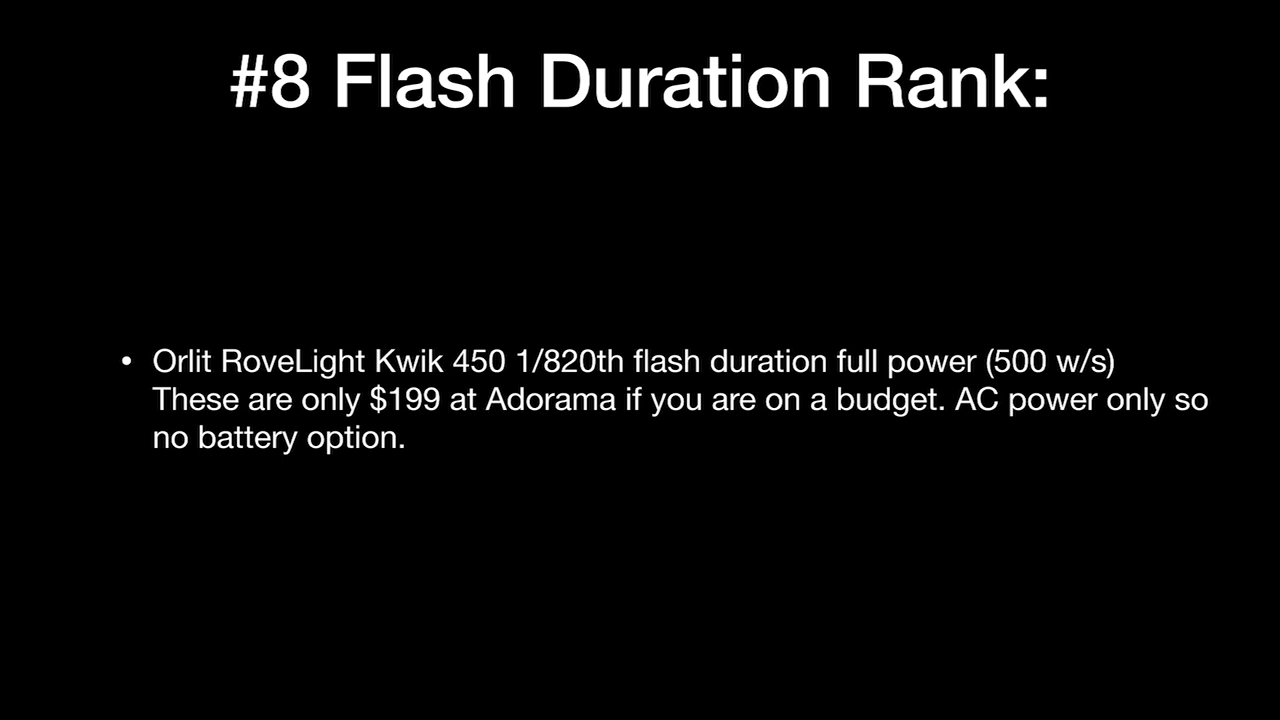 #8 Flash Duration Rank:
• Orlit RoveLight Kwik 450 1/820th flash duration full power (500 w/s)
These are only $199 at Adorama if you are on a budget. AC power only so
no battery option.